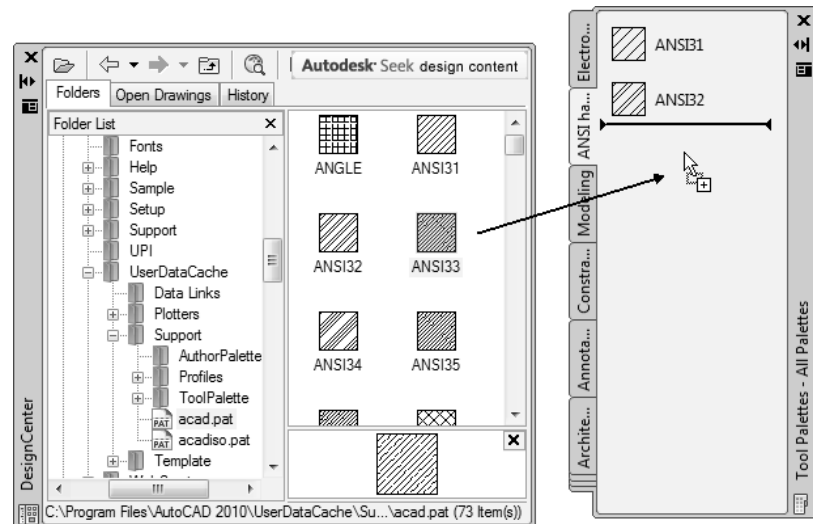 Autodesk® Seek design content
Folders
Open Drawings
History
Folder List
Fonts
Help
Sample
Setup
Support
UPI
UserDataCache
Data Links
Plotters
Support
AuthorPalette
Profiles
ToolPalette
PAT acad.pat
PAT acadiso.pat
Template
ANGLE
ANSI31
ANSI32
ANSI33
ANSI34
ANSI35
C:\Program Files\AutoCAD 2010\UserDataCache\Su...\acad.pat (73 Item(s))
DesignCenter
Electro...
ANSI ha...
Modeling
Constra...
Annota...
Archite...
ANSI31
ANSI32
Tool Palettes - All Palettes